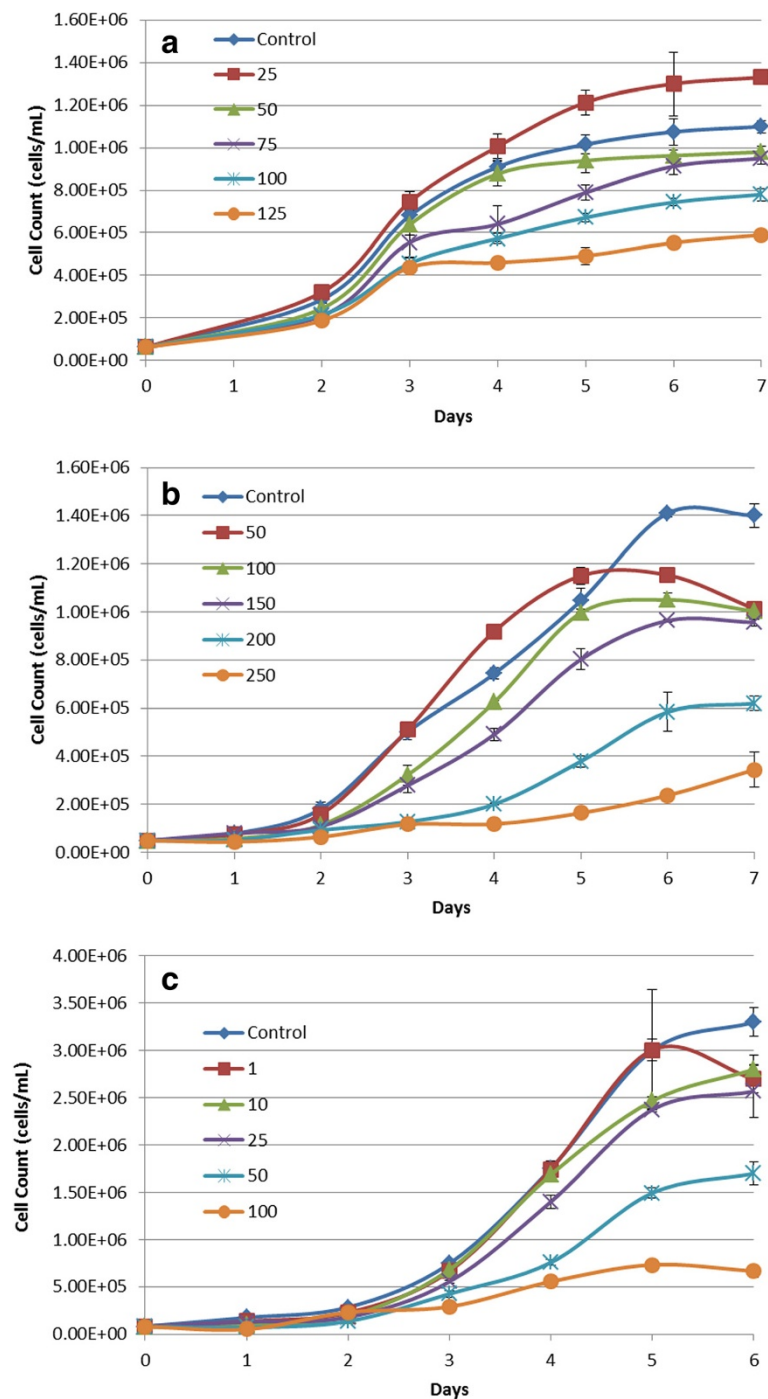 a
Control
25
50
75
100
125
1.60E+06
1.40E+06
1.20E+06
1.00E+06
8.00E+05
6.00E+05
4.00E+05
2.00E+05
0.00E+00
Cell Count (cells/mL)
0 1 2 3 4 5 6 7
Days
b
Control
50
100
150
200
250
1.60E+06
1.40E+06
1.20E+06
1.00E+06
8.00E+05
6.00E+05
4.00E+05
2.00E+05
0.00E+00
Cell Count (cells/mL)
0 1 2 3 4 5 6 7
Days
c
Control
1
10
25
50
100
4.00E+06
3.50E+06
3.00E+06
2.50E+06
2.00E+06
1.50E+06
1.00E+06
5.00E+05
0.00E+00
Cell Count (cells/mL)
0 1 2 3 4 5 6
Days